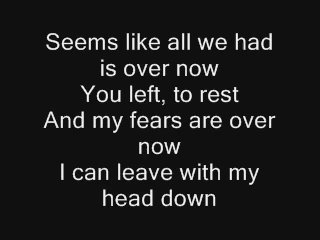 Seems like all we had
is over now
You left, to rest
And my fears are over
now
I can leave with my
head down